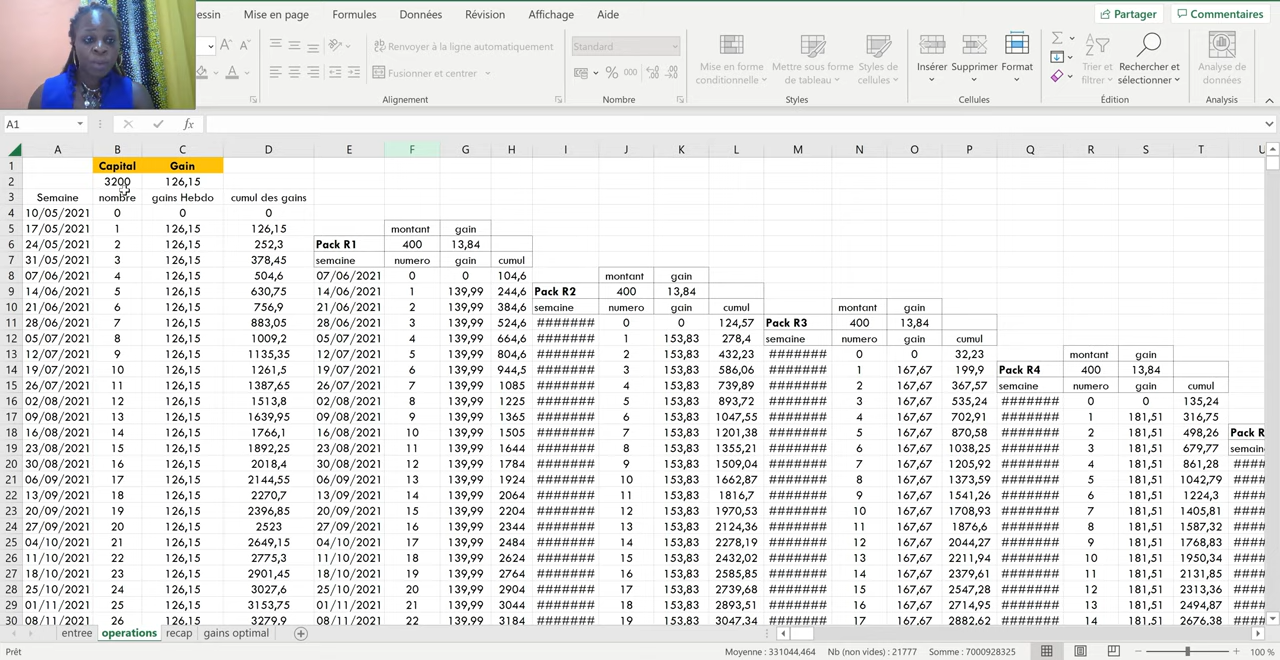 essin Mise en page Formules Données Révision Affichage Aide Partager Commentaires
Renvoyer à la ligne automatiquement Standard
Fusionner et centrer % 000
Mise en forme conditionnelle Mettre sous forme de tableau Styles de cellules Insérer Supprimer Format Trier et filtrer Rechercher et sélectionner Analyse de données
Alignement Nombre Styles Cellules Édition Analysis
A1 fx
A B C D E F G H I J K L M N O P Q R S T U
1 Capital Gain
2 3200 126,15
3 Semaine nombre gains Hebdo cumul des gains
4 10/05/2021 0 0 0
5 17/05/2021 1 126,15 126,15 montant gain
6 24/05/2021 2 126,15 252,3 Pack R1 400 13,84
7 31/05/2021 3 126,15 378,45 semaine numero gain cumul
8 07/06/2021 4 126,15 504,6 07/06/2021 0 0 104,6 montant gain
9 14/06/2021 5 126,15 630,75 14/06/2021 1 139,99 244,6 Pack R2 400 13,84
10 21/06/2021 6 126,15 756,9 21/06/2021 2 139,99 384,6 semaine numero gain cumul montant gain
11 28/06/2021 7 126,15 883,05 28/06/2021 3 139,99 524,6 ####### 0 0 124,57 Pack R3 400 13,84
12 05/07/2021 8 126,15 1009,2 05/07/2021 4 139,99 664,6 ####### 1 153,83 278,4 semaine numero gain cumul
13 12/07/2021 9 126,15 1135,35 12/07/2021 5 139,99 804,6 ####### 2 153,83 432,23 ####### 0 0 32,23 montant gain
14 19/07/2021 10 126,15 1261,5 19/07/2021 6 139,99 944,5 ####### 3 153,83 586,06 ####### 1 167,67 199,9 Pack R4 400 13,84
15 26/07/2021 11 126,15 1387,65 26/07/2021 7 139,99 1085 ####### 4 153,83 739,89 ####### 2 167,67 367,57 semaine numero gain cumul
16 02/08/2021 12 126,15 1513,8 02/08/2021 8 139,99 1225 ####### 5 153,83 893,72 ####### 3 167,67 535,24 ####### 0 0 135,24
17 09/08/2021 13 126,15 1639,95 09/08/2021 9 139,99 1365 ####### 6 153,83 1047,55 ####### 4 167,67 702,91 ####### 1 181,51 316,75
18 16/08/2021 14 126,15 1766,1 16/08/2021 10 139,99 1505 ####### 7 153,83 1201,38 ####### 5 167,67 870,58 ####### 2 181,51 498,26 Pack R
19 23/08/2021 15 126,15 1892,25 23/08/2021 11 139,99 1644 ####### 8 153,83 1355,21 ####### 6 167,67 1038,25 ####### 3 181,51 679,77 semain
20 30/08/2021 16 126,15 2018,4 30/08/2021 12 139,99 1784 ####### 9 153,83 1509,04 ####### 7 167,67 1205,92 ####### 4 181,51 861,28 ####
21 06/09/2021 17 126,15 2144,55 06/09/2021 13 139,99 1924 ####### 10 153,83 1662,87 ####### 8 167,67 1373,59 ####### 5 181,51 1042,79 ####
22 13/09/2021 18 126,15 2270,7 13/09/2021 14 139,99 2064 ####### 11 153,83 1816,7 ####### 9 167,67 1541,26 ####### 6 181,51 1224,3 ####
23 20/09/2021 19 126,15 2396,85 20/09/2021 15 139,99 2204 ####### 12 153,83 1970,53 ####### 10 167,67 1708,93 ####### 7 181,51 1405,81 ####
24 27/09/2021 20 126,15 2523 27/09/2021 16 139,99 2344 ####### 13 153,83 2124,36 ####### 11 167,67 1876,6 ####### 8 181,51 1587,32 ####
25 04/10/2021 21 126,15 2649,15 04/10/2021 17 139,99 2484 ####### 14 153,83 2278,19 ####### 12 167,67 2044,27 ####### 9 181,51 1768,83 ####
26 11/10/2021 22 126,15 2775,3 11/10/2021 18 139,99 2624 ####### 15 153,83 2432,02 ####### 13 167,67 2211,94 ####### 10 181,51 1950,34 ####
27 18/10/2021 23 126,15 2901,45 18/10/2021 19 139,99 2764 ####### 16 153,83 2585,85 ####### 14 167,67 2379,61 ####### 11 181,51 2131,85 ####
28 25/10/2021 24 126,15 3027,6 25/10/2021 20 139,99 2904 ####### 17 153,83 2739,68 ####### 15 167,67 2547,28 ####### 12 181,51 2313,36 ####
29 01/11/2021 25 126,15 3153,75 01/11/2021 21 139,99 3044 ####### 18 153,83 2893,51 ####### 16 167,67 2714,95 ####### 13 181,51 2494,87 ####
30 08/11/2021 26 126,15 3279,9 08/11/2021 22 139,99 3184 ####### 19 153,83 3047,34 ####### 17 167,67 2882,62 ####### 14 181,51 2676,38 ####
entree operations recap gains optimal
Prêt Moyenne : 331044,464 Nb (non vides) : 21777 Somme : 7000928325 100 %